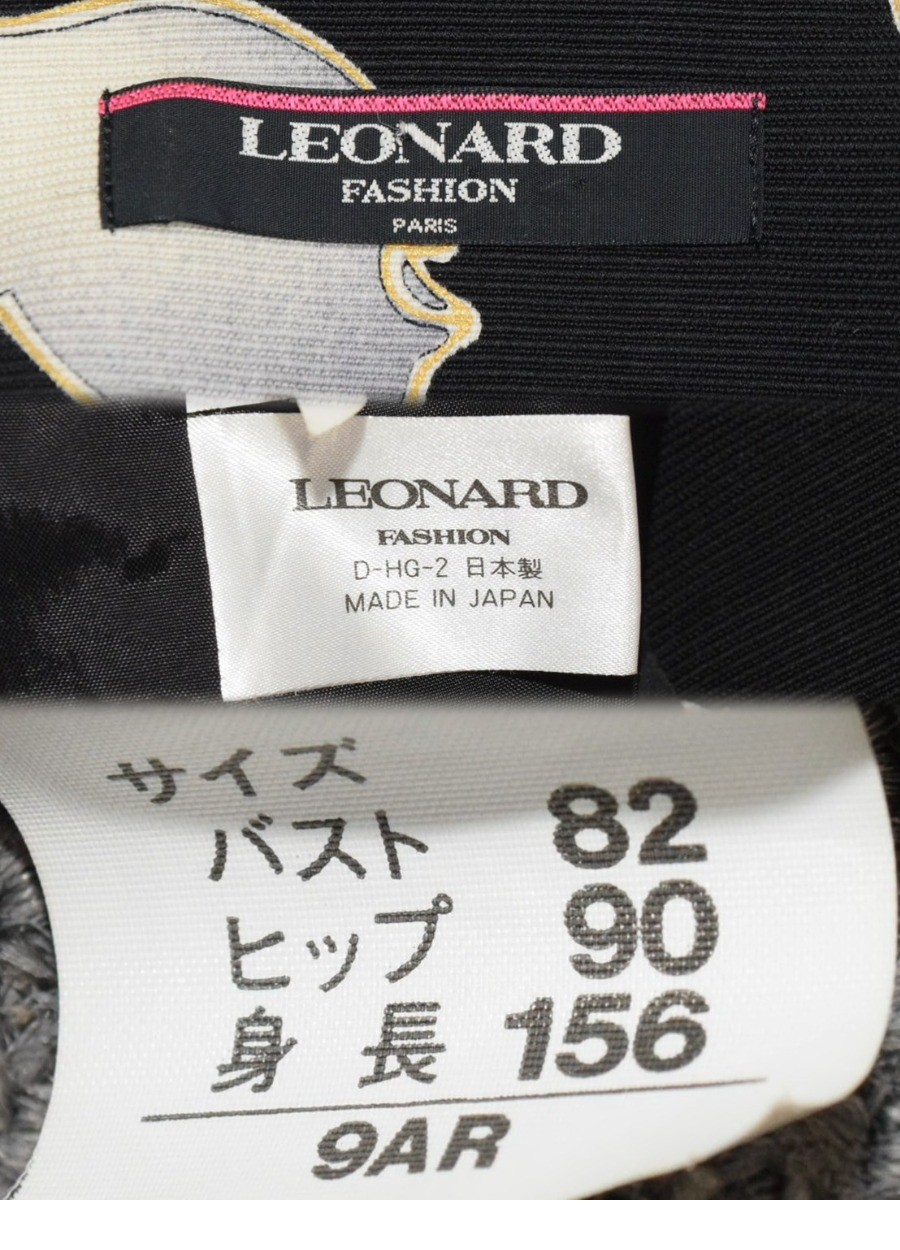 LEONARD
FASHION
PARIS
LEONARD
FASHION
D-HG-2 日本製
MADE IN JAPAN
サイズ
バスト 82
ヒップ 90
身長 156
9AR